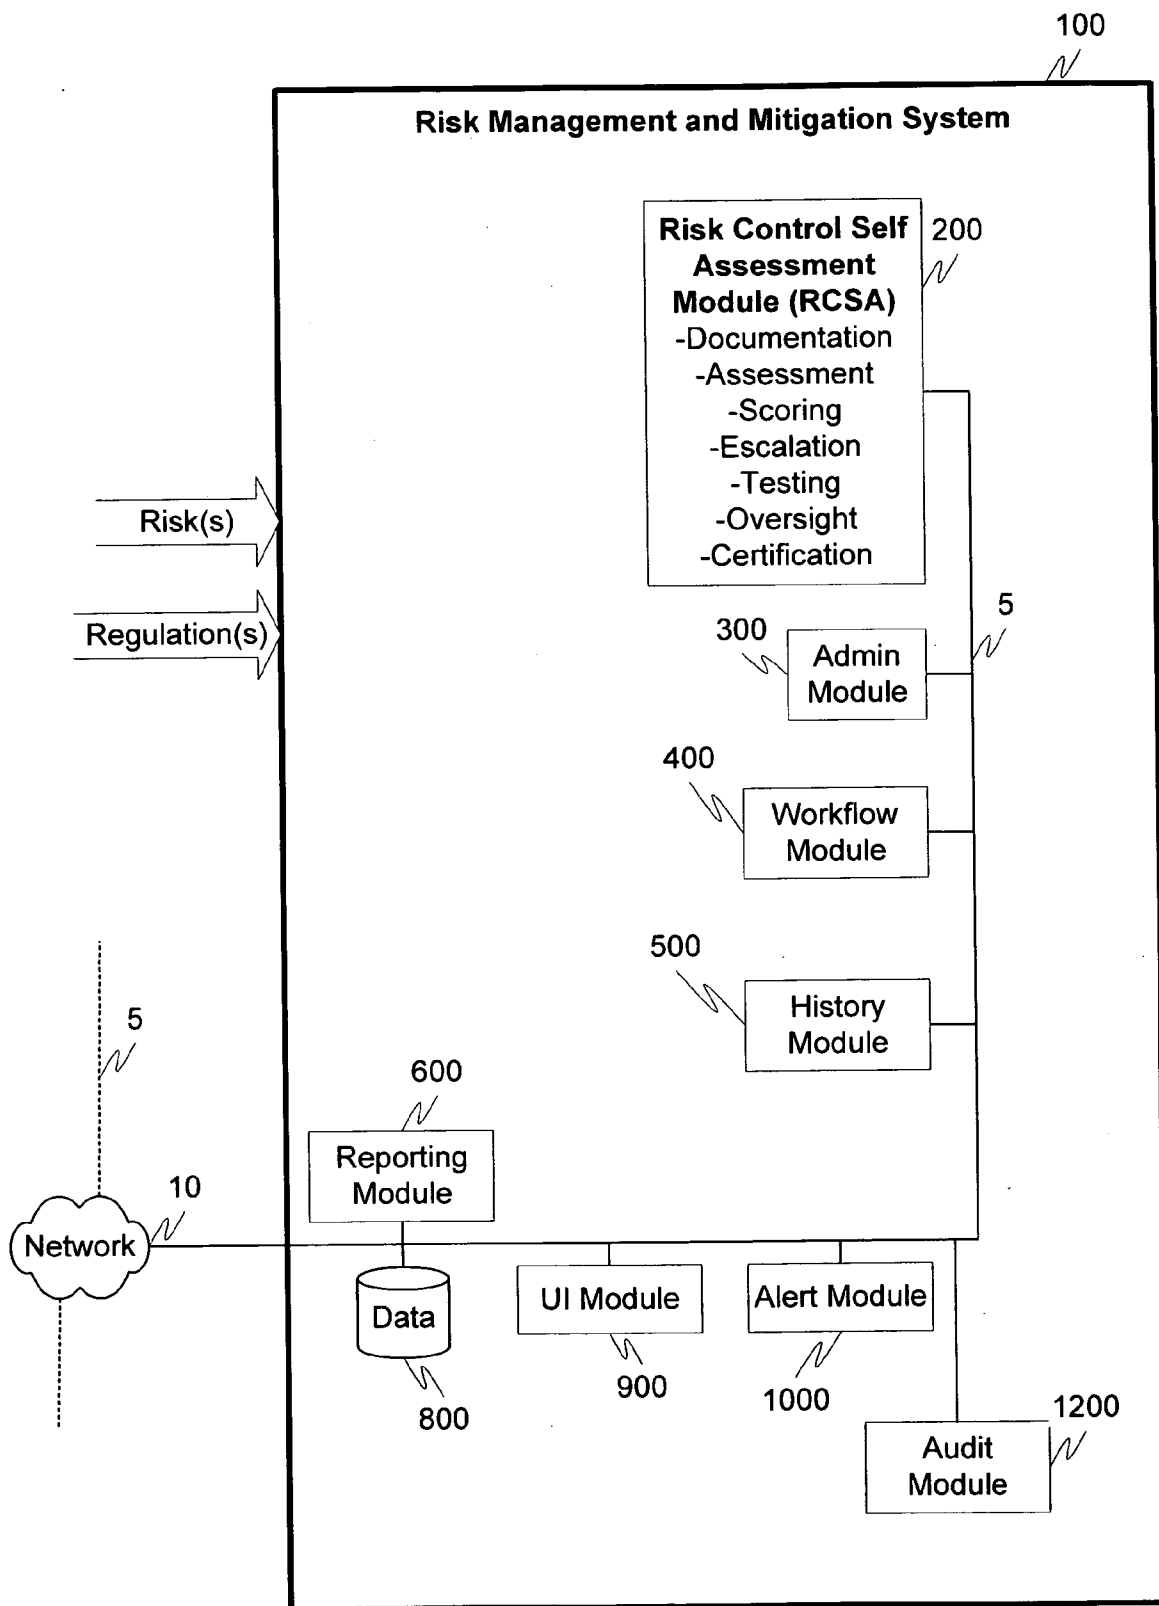 100
Risk Management and Mitigation System
Risk Control Self
Assessment
Module (RCSA)
-Documentation
-Assessment
-Scoring
-Escalation
-Testing
-Oversight
-Certification
200
Risk(s)
Regulation(s)
5
300
Admin
Module
400
Workflow
Module
500
History
Module
5
600
Reporting
Module
10
Network
Data
UI Module
Alert Module
800
900
1000
1200
Audit
Module